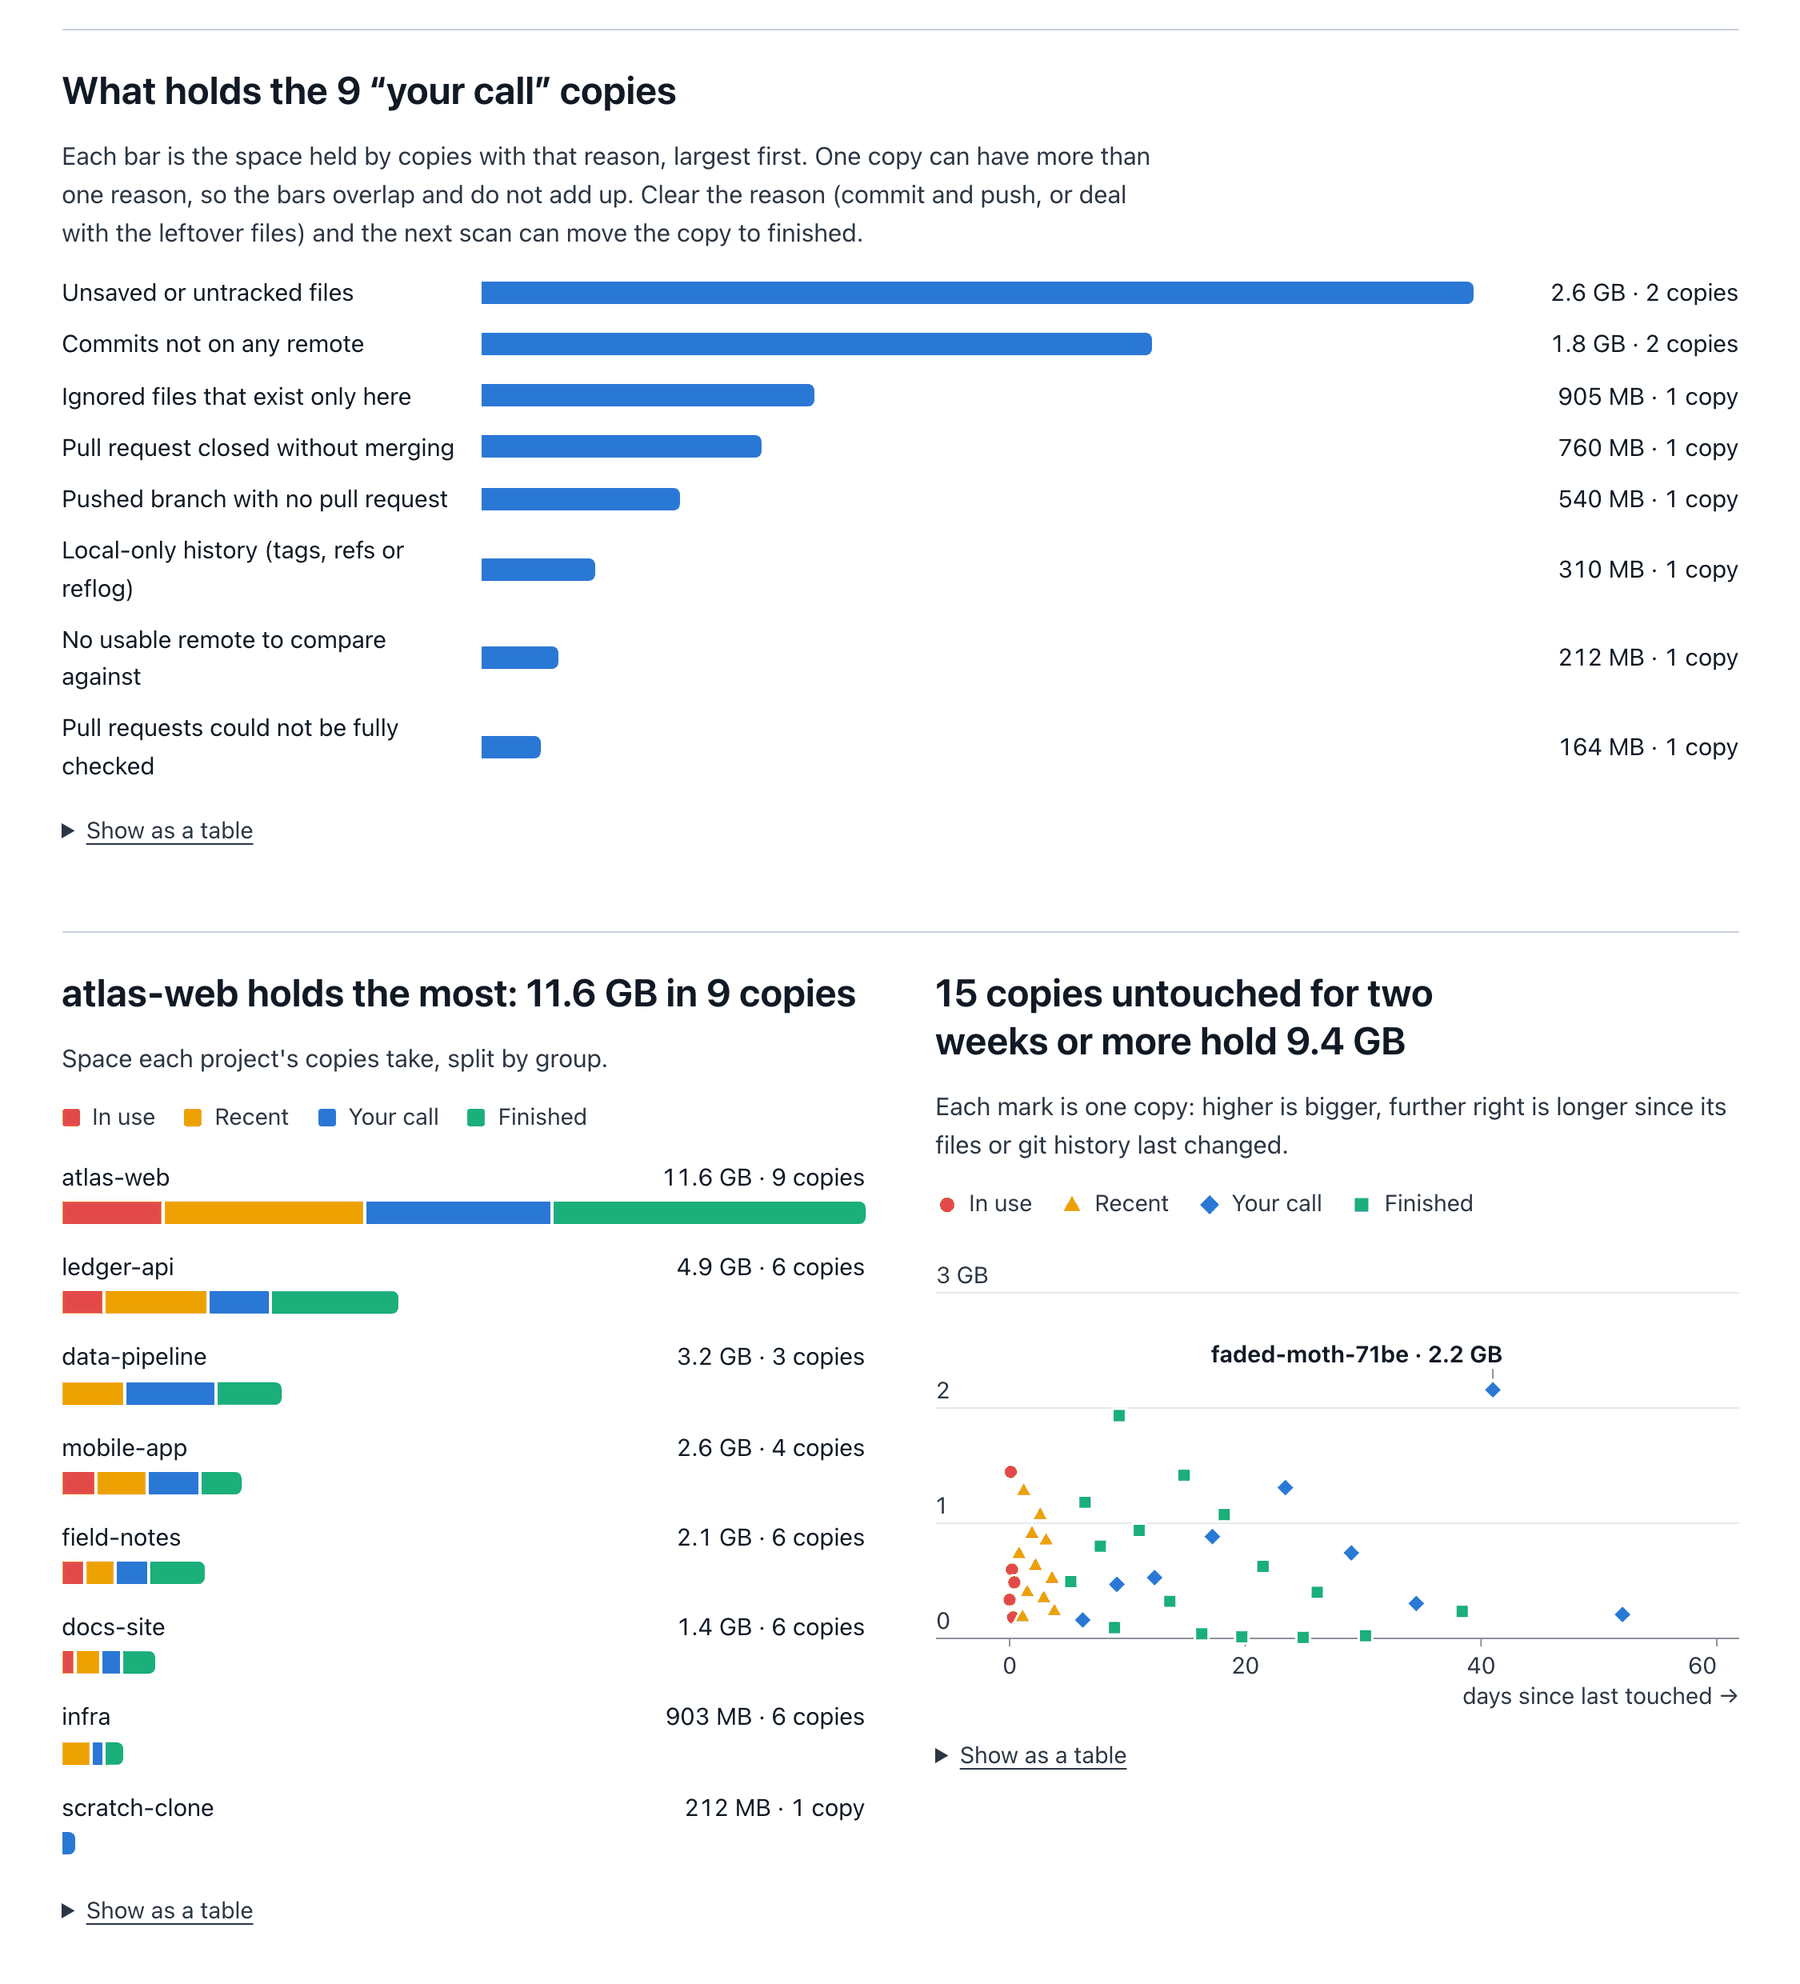 What holds the 9 “your call” copies
Each bar is the space held by copies with that reason, largest first. One copy can have more than
one reason, so the bars overlap and do not add up. Clear the reason (commit and push, or deal
with the leftover files) and the next scan can move the copy to finished.
Unsaved or untracked files 2.6 GB · 2 copies
Commits not on any remote 1.8 GB · 2 copies
Ignored files that exist only here 905 MB · 1 copy
Pull request closed without merging 760 MB · 1 copy
Pushed branch with no pull request 540 MB · 1 copy
Local-only history (tags, refs or
reflog) 310 MB · 1 copy
No usable remote to compare
against 212 MB · 1 copy
Pull requests could not be fully
checked 164 MB · 1 copy
Show as a table
atlas-web holds the most: 11.6 GB in 9 copies
Space each project's copies take, split by group.
In use Recent Your call Finished
atlas-web 11.6 GB · 9 copies
ledger-api 4.9 GB · 6 copies
data-pipeline 3.2 GB · 3 copies
mobile-app 2.6 GB · 4 copies
field-notes 2.1 GB · 6 copies
docs-site 1.4 GB · 6 copies
infra 903 MB · 6 copies
scratch-clone 212 MB · 1 copy
Show as a table
15 copies untouched for two
weeks or more hold 9.4 GB
Each mark is one copy: higher is bigger, further right is longer since its
files or git history last changed.
In use Recent Your call Finished
3 GB
faded-moth-71be · 2.2 GB
2
1
0
0 20 40 60
days since last touched →
Show as a table